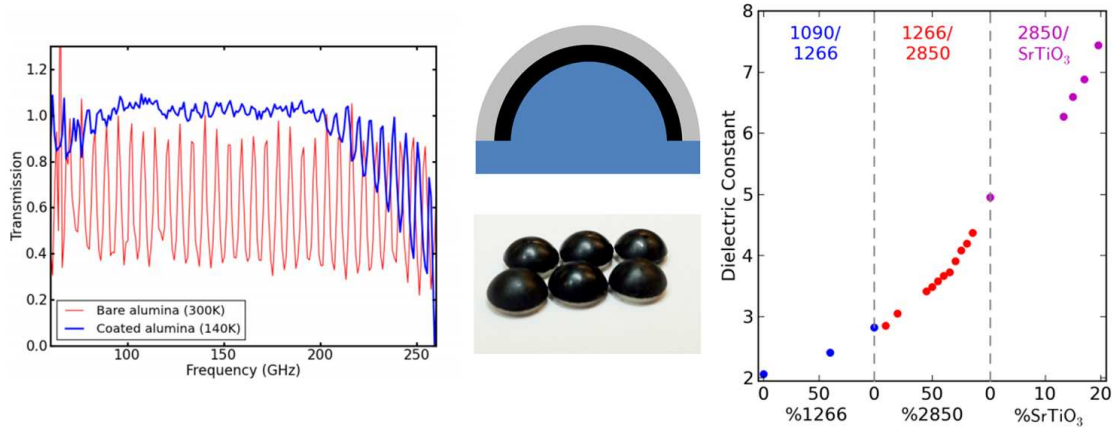 1.2
1.0
0.8
0.6
0.4
0.2
0.0
Transmission
Bare alumina (300K)
Coated alumina (140K)
100 150 200 250
Frequency (GHz)
8
7
6
5
4
3
2
Dielectric Constant
1090/
1266
1266/
2850
2850/
SrTiO₃
0 50 0 50 0 10 20
%1266 %2850 %SrTiO₃